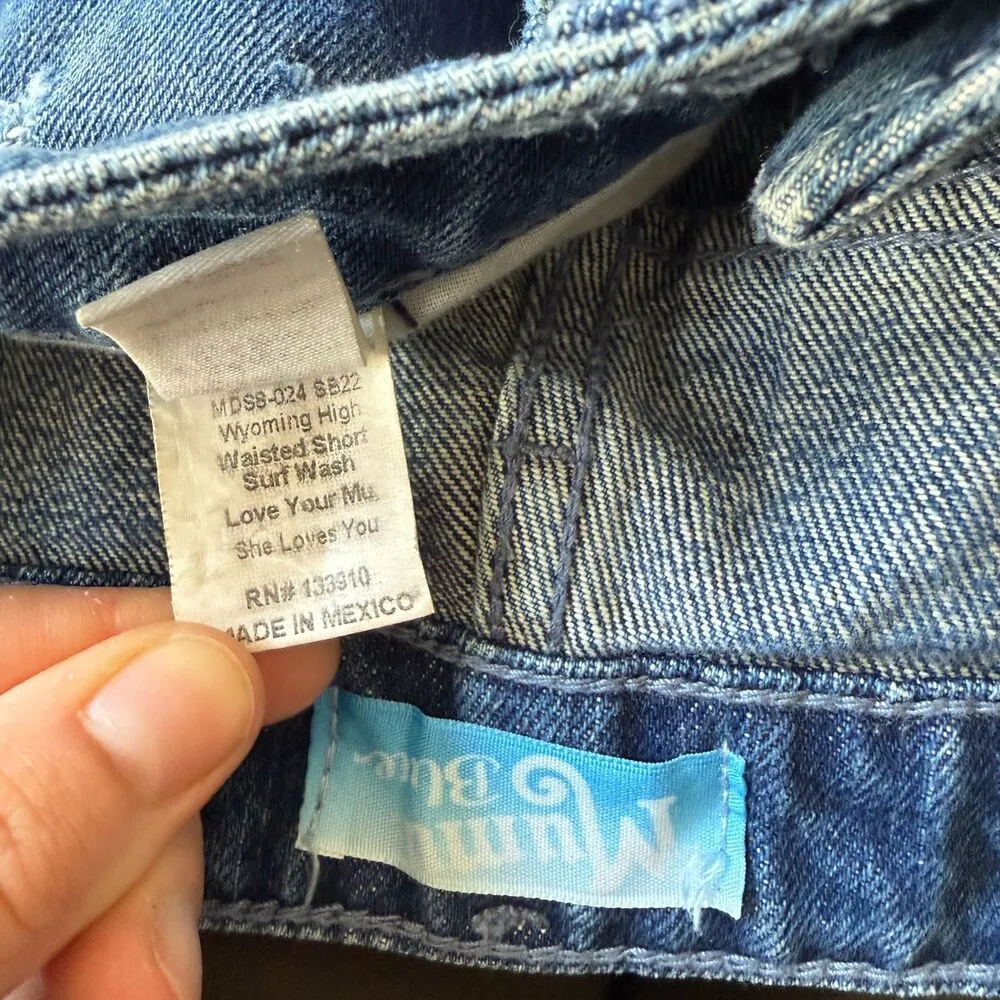 MDS8-024 SB22
Wyoming High
Waisted Short
Surf Wash
Love Your Mu
She Loves You
RN# 133910
MADE IN MEXICO
Mumu
Blue